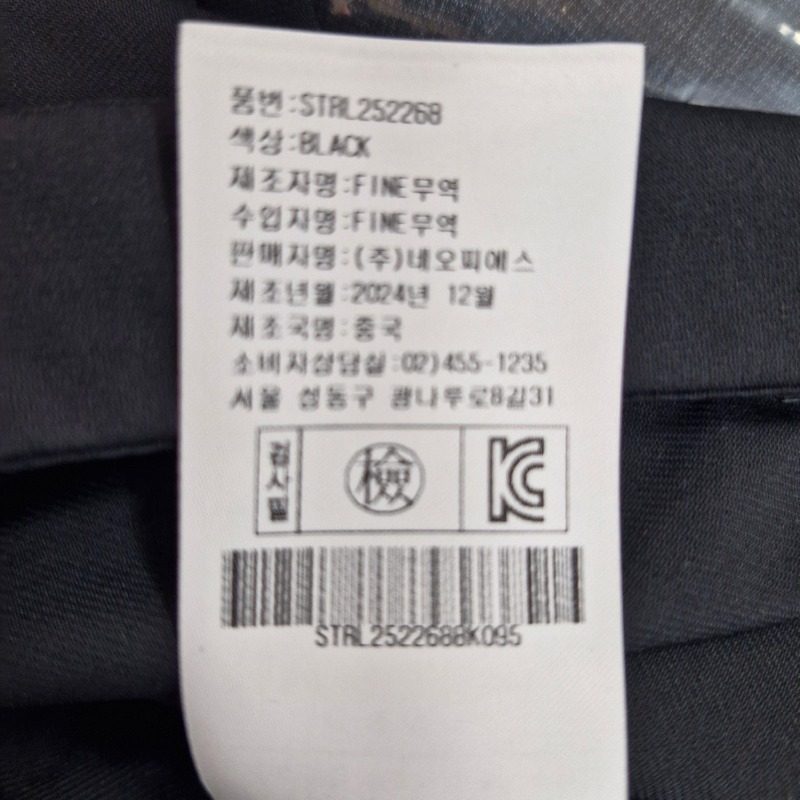 품번:STRL252268
색상:BLACK
제조자명:FINE무역
수입자명:FINE무역
판매자명:(주)네오피에스
제조년월:2024년 12월
제조국명:중국
소비자상담실:02)455-1235
서울 성동구 광나루로8길31
검사필
檢
KC
STRL252268BK095